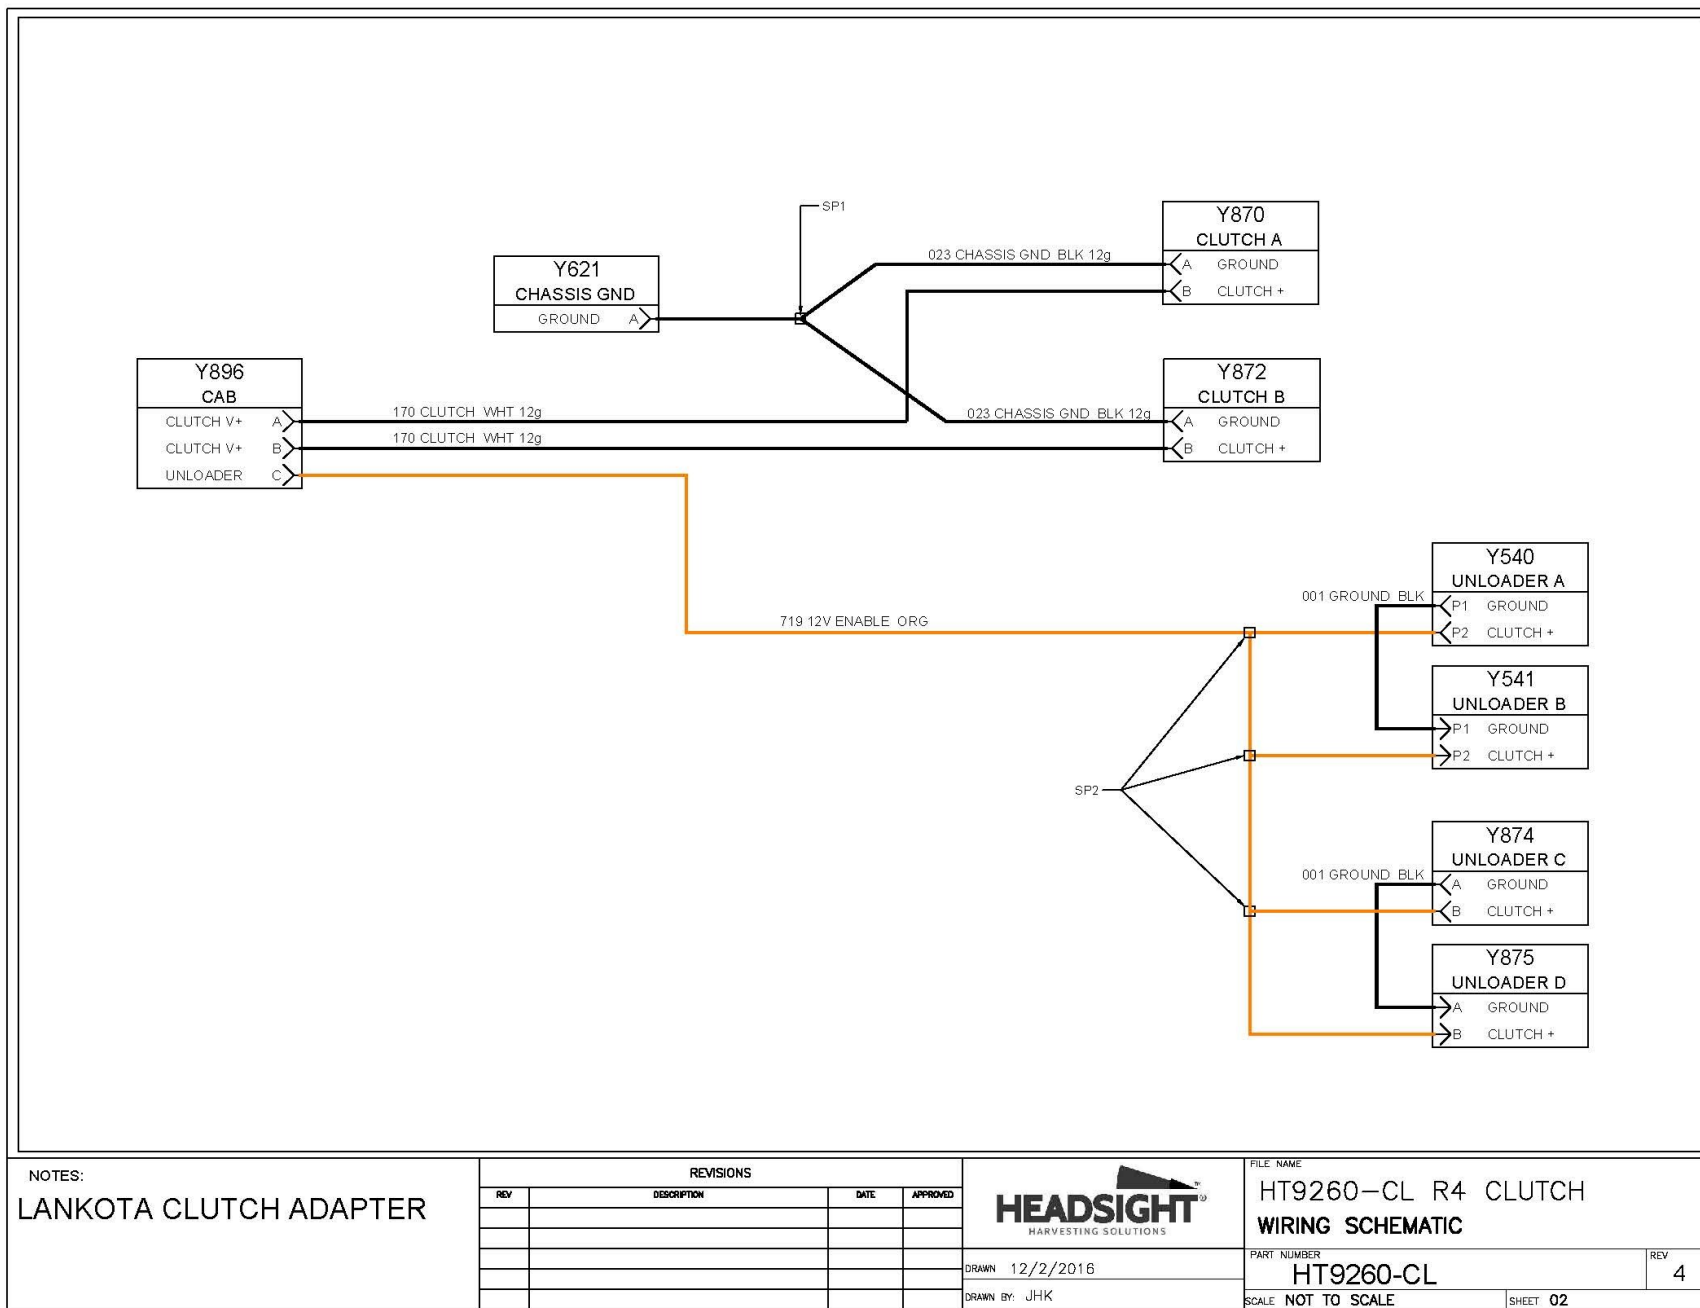 SP1
Y870
CLUTCH A
A GROUND
B CLUTCH +
023 CHASSIS GND BLK 12g
Y621
CHASSIS GND
GROUND A
Y896
CAB
CLUTCH V+ A
CLUTCH V+ B
UNLOADER C
170 CLUTCH WHT 12g
170 CLUTCH WHT 12g
Y872
CLUTCH B
A GROUND
B CLUTCH +
023 CHASSIS GND BLK 12g
719 12V ENABLE ORG
Y540
UNLOADER A
P1 GROUND
P2 CLUTCH +
001 GROUND BLK
Y541
UNLOADER B
P1 GROUND
P2 CLUTCH +
SP2
Y874
UNLOADER C
A GROUND
B CLUTCH +
001 GROUND BLK
Y875
UNLOADER D
A GROUND
B CLUTCH +
NOTES:
LANKOTA CLUTCH ADAPTER
REVISIONS
REV DESCRIPTION DATE APPROVED
HEADSIGHT®
HARVESTING SOLUTIONS
DRAWN 12/2/2016
DRAWN BY: JHK
FILE NAME
HT9260-CL R4 CLUTCH
WIRING SCHEMATIC
PART NUMBER
HT9260-CL
REV
4
SCALE NOT TO SCALE
SHEET 02